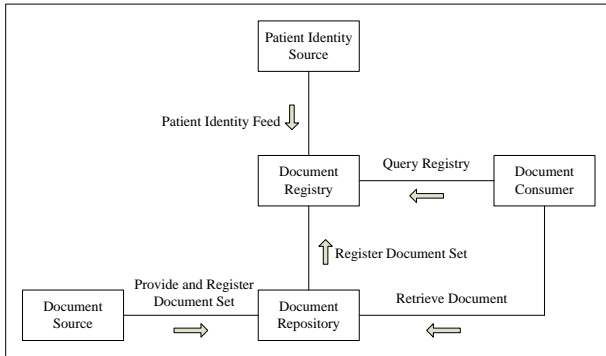 Patient Identity
Source
Patient Identity Feed
Document
Registry
Query Registry
Document
Consumer
Register Document Set
Provide and Register
Document Set
Document
Source
Document
Repository
Retrieve Document